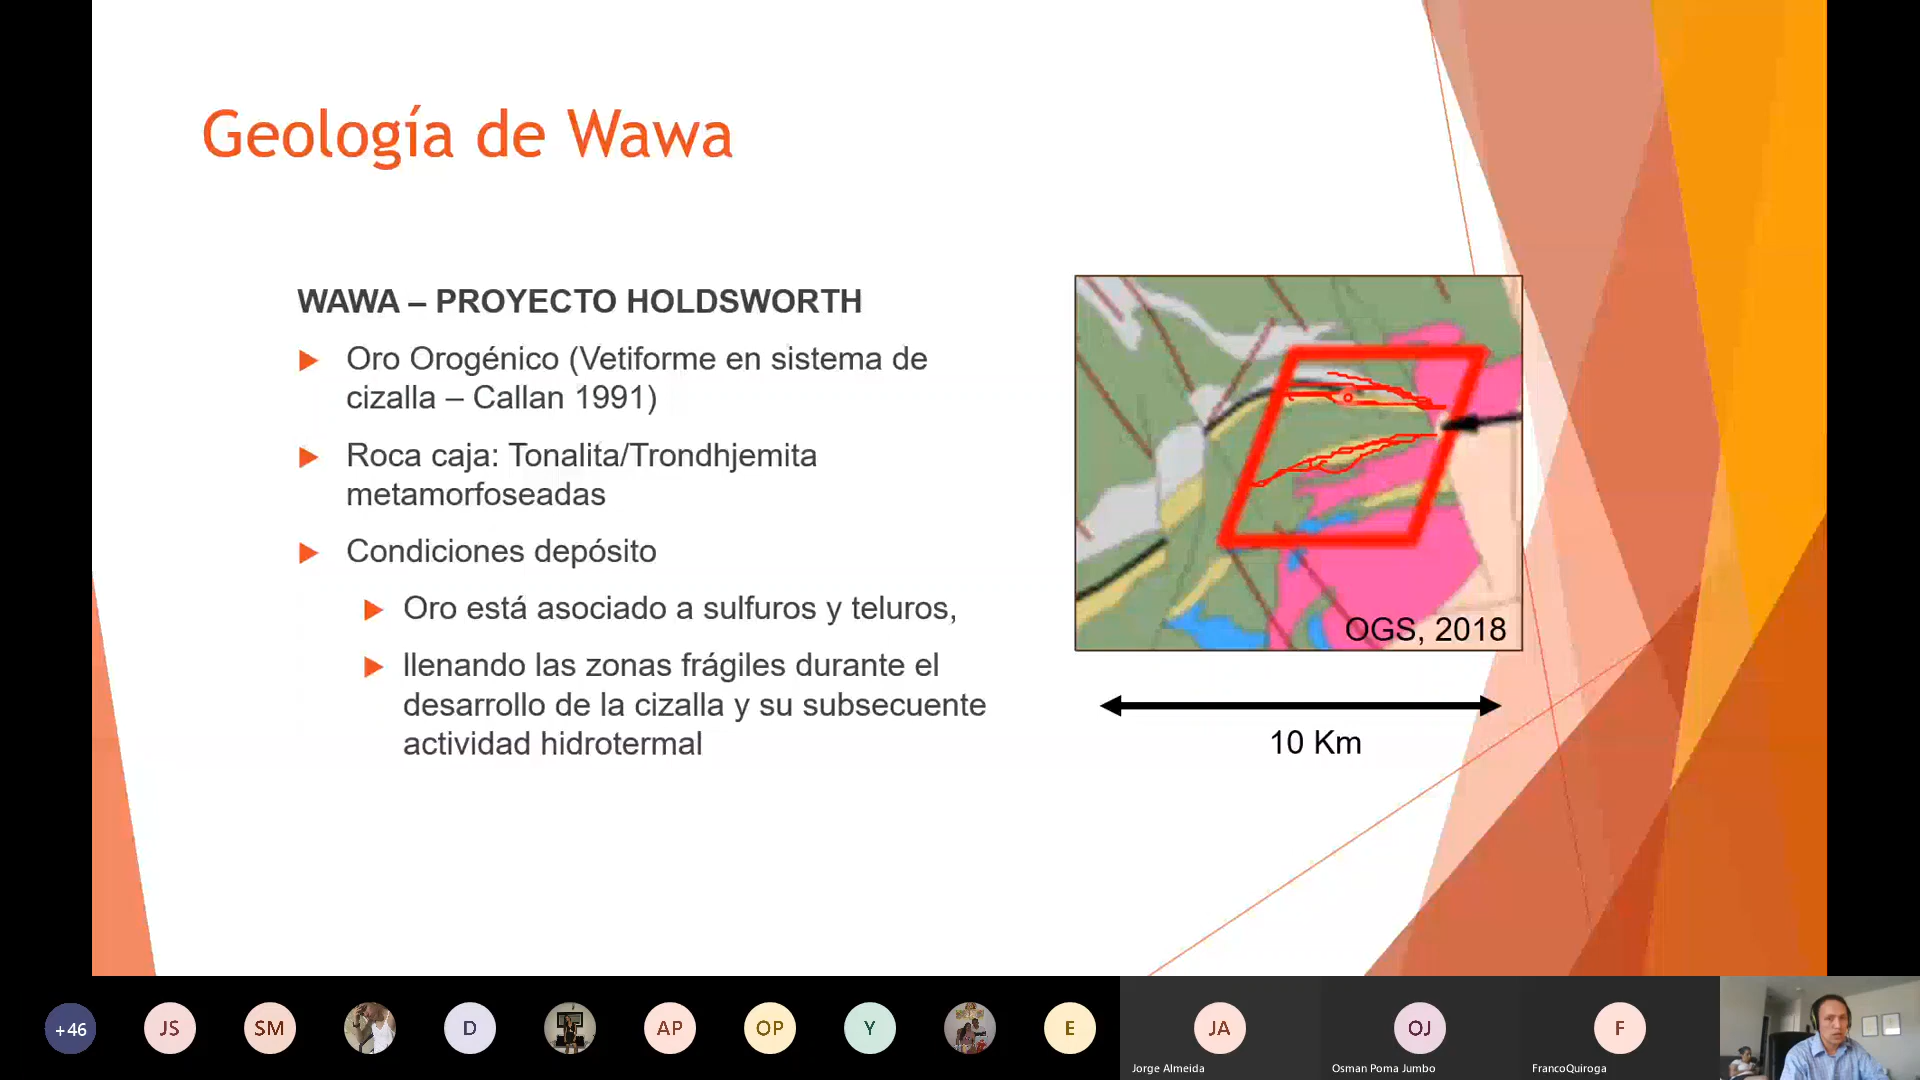 Geología de Wawa
WAWA – PROYECTO HOLDSWORTH
Oro Orogénico (Vetiforme en sistema de
cizalla – Callan 1991)
Roca caja: Tonalita/Trondhjemita
metamorfoseadas
Condiciones depósito
Oro está asociado a sulfuros y teluros,
llenando las zonas frágiles durante el
desarrollo de la cizalla y su subsecuente
actividad hidrotermal
OGS, 2018
10 Km
+46
JS
SM
D
AP
OP
Y
E
JA
OJ
F
Jorge Almeida
Osman Poma Jumbo
FrancoQuiroga